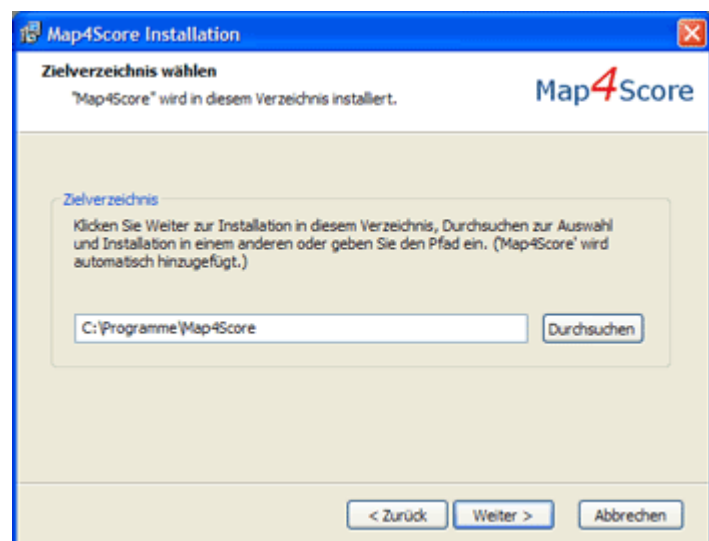 Map4Score Installation
Zielverzeichnis wählen
"Map4Score" wird in diesem Verzeichnis installiert.
Map4Score
Zielverzeichnis
Klicken Sie Weiter zur Installation in diesem Verzeichnis, Durchsuchen zur Auswahl
und Installation in einem anderen oder geben Sie den Pfad ein. ('Map4Score' wird
automatisch hinzugefügt.)
C:\Programme\Map4Score
Durchsuchen
< Zurück
Weiter >
Abbrechen